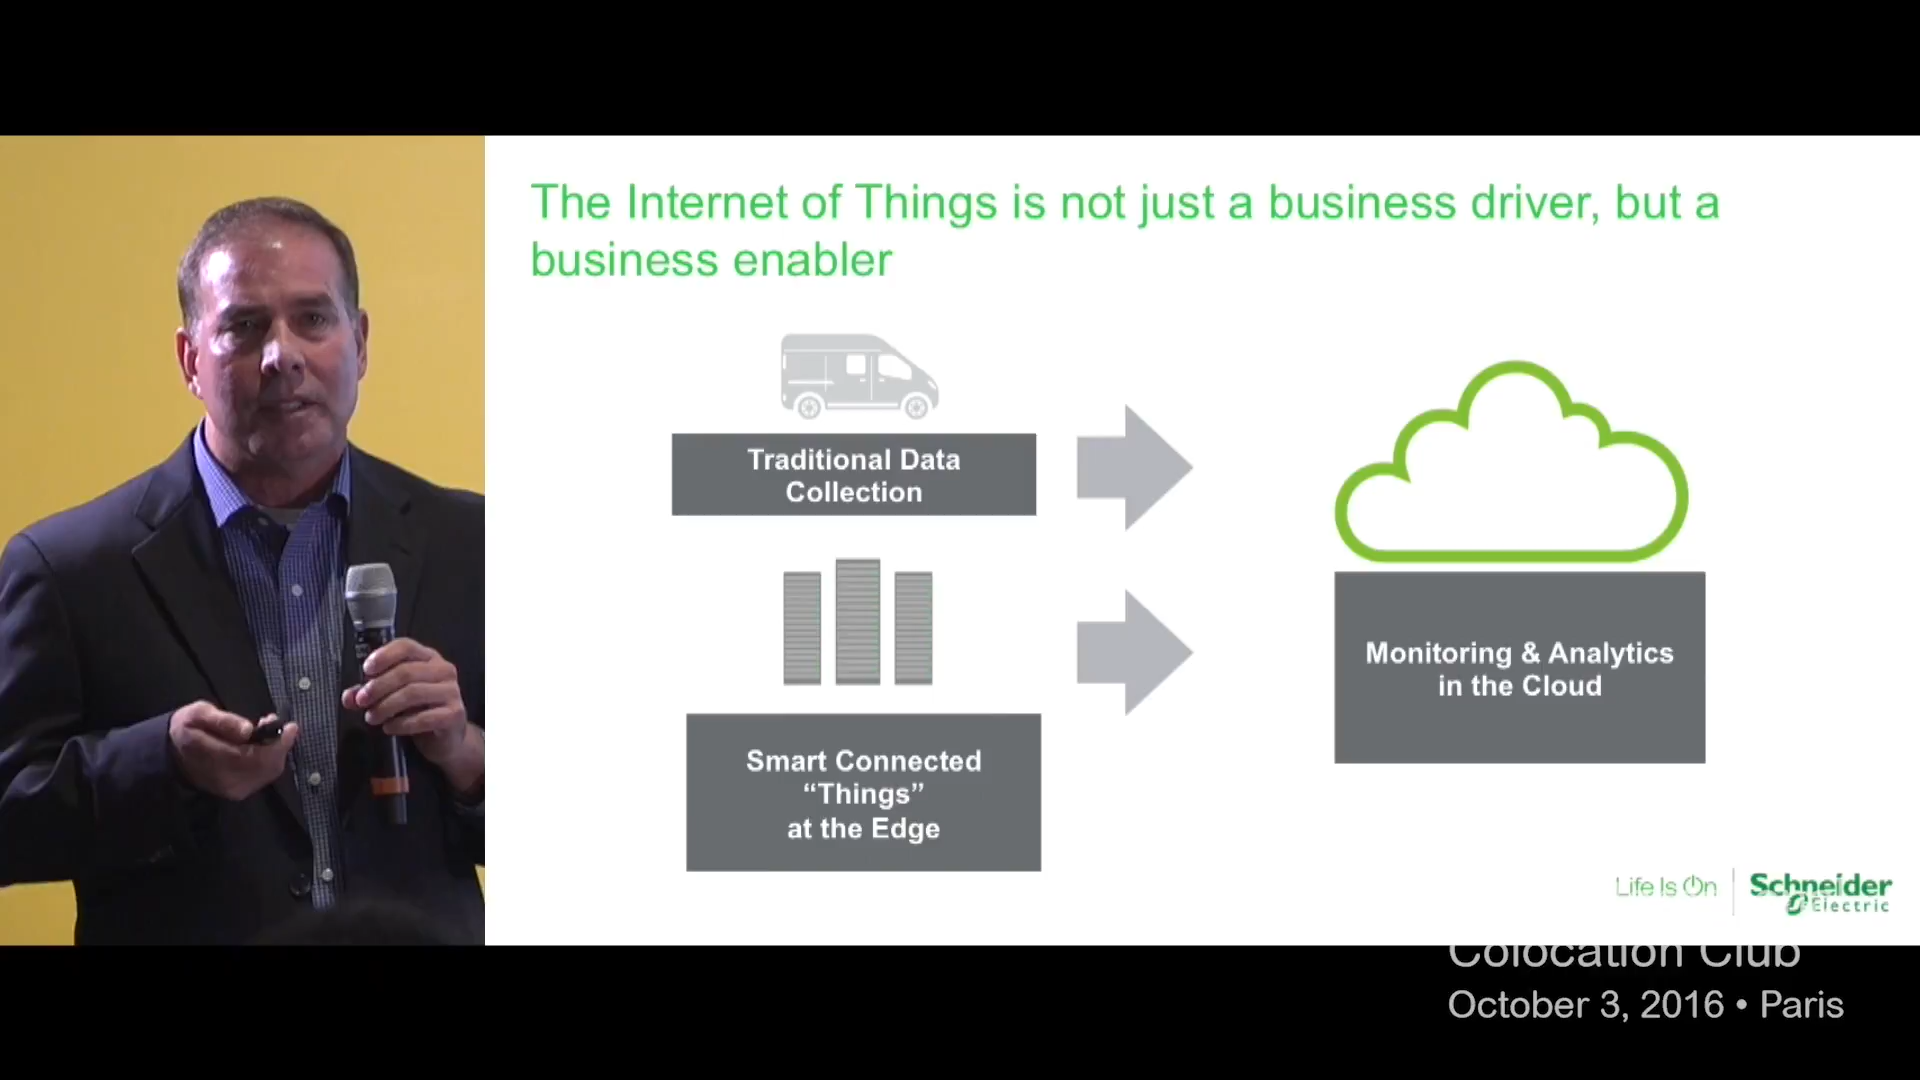 The Internet of Things is not just a business driver, but a
business enabler
Traditional Data
Collection
Smart Connected
“Things”
at the Edge
Monitoring & Analytics
in the Cloud
Life Is On
Schneider
Electric
Colocation Club
October 3, 2016 • Paris